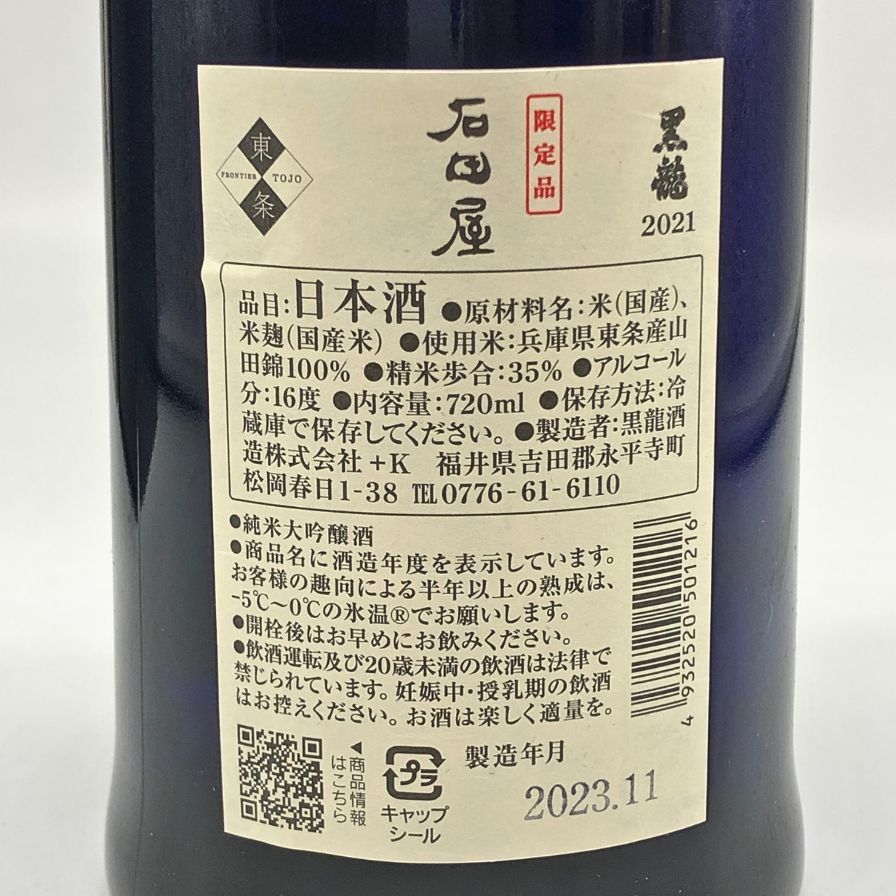 黒龍
2021
限定品
石田屋
東
FRONTIER TOJO
条
品目:日本酒 ●原材料名:米(国産)、
米麹(国産米) ●使用米:兵庫県東条産山
田錦100% ●精米歩合:35% ●アルコール
分:16度 ●内容量:720ml ●保存方法:冷
蔵庫で保存してください。●製造者:黒龍酒
造株式会社+K 福井県吉田郡永平寺町
松岡春日1-38 ℡0776-61-6110
●純米大吟醸酒
●商品名に酒造年度を表示しています。
お客様の趣向による半年以上の熟成は、
-5℃~0℃の氷温®でお願いします。
●開栓後はお早めにお飲みください。
●飲酒運転及び20歳未満の飲酒は法律で
禁じられています。妊娠中・授乳期の飲酒
はお控えください。お酒は楽しく適量を。
4 932520 501216
◀商品情報
はこちら
プラ
キャップ
シール
製造年月
2023.11